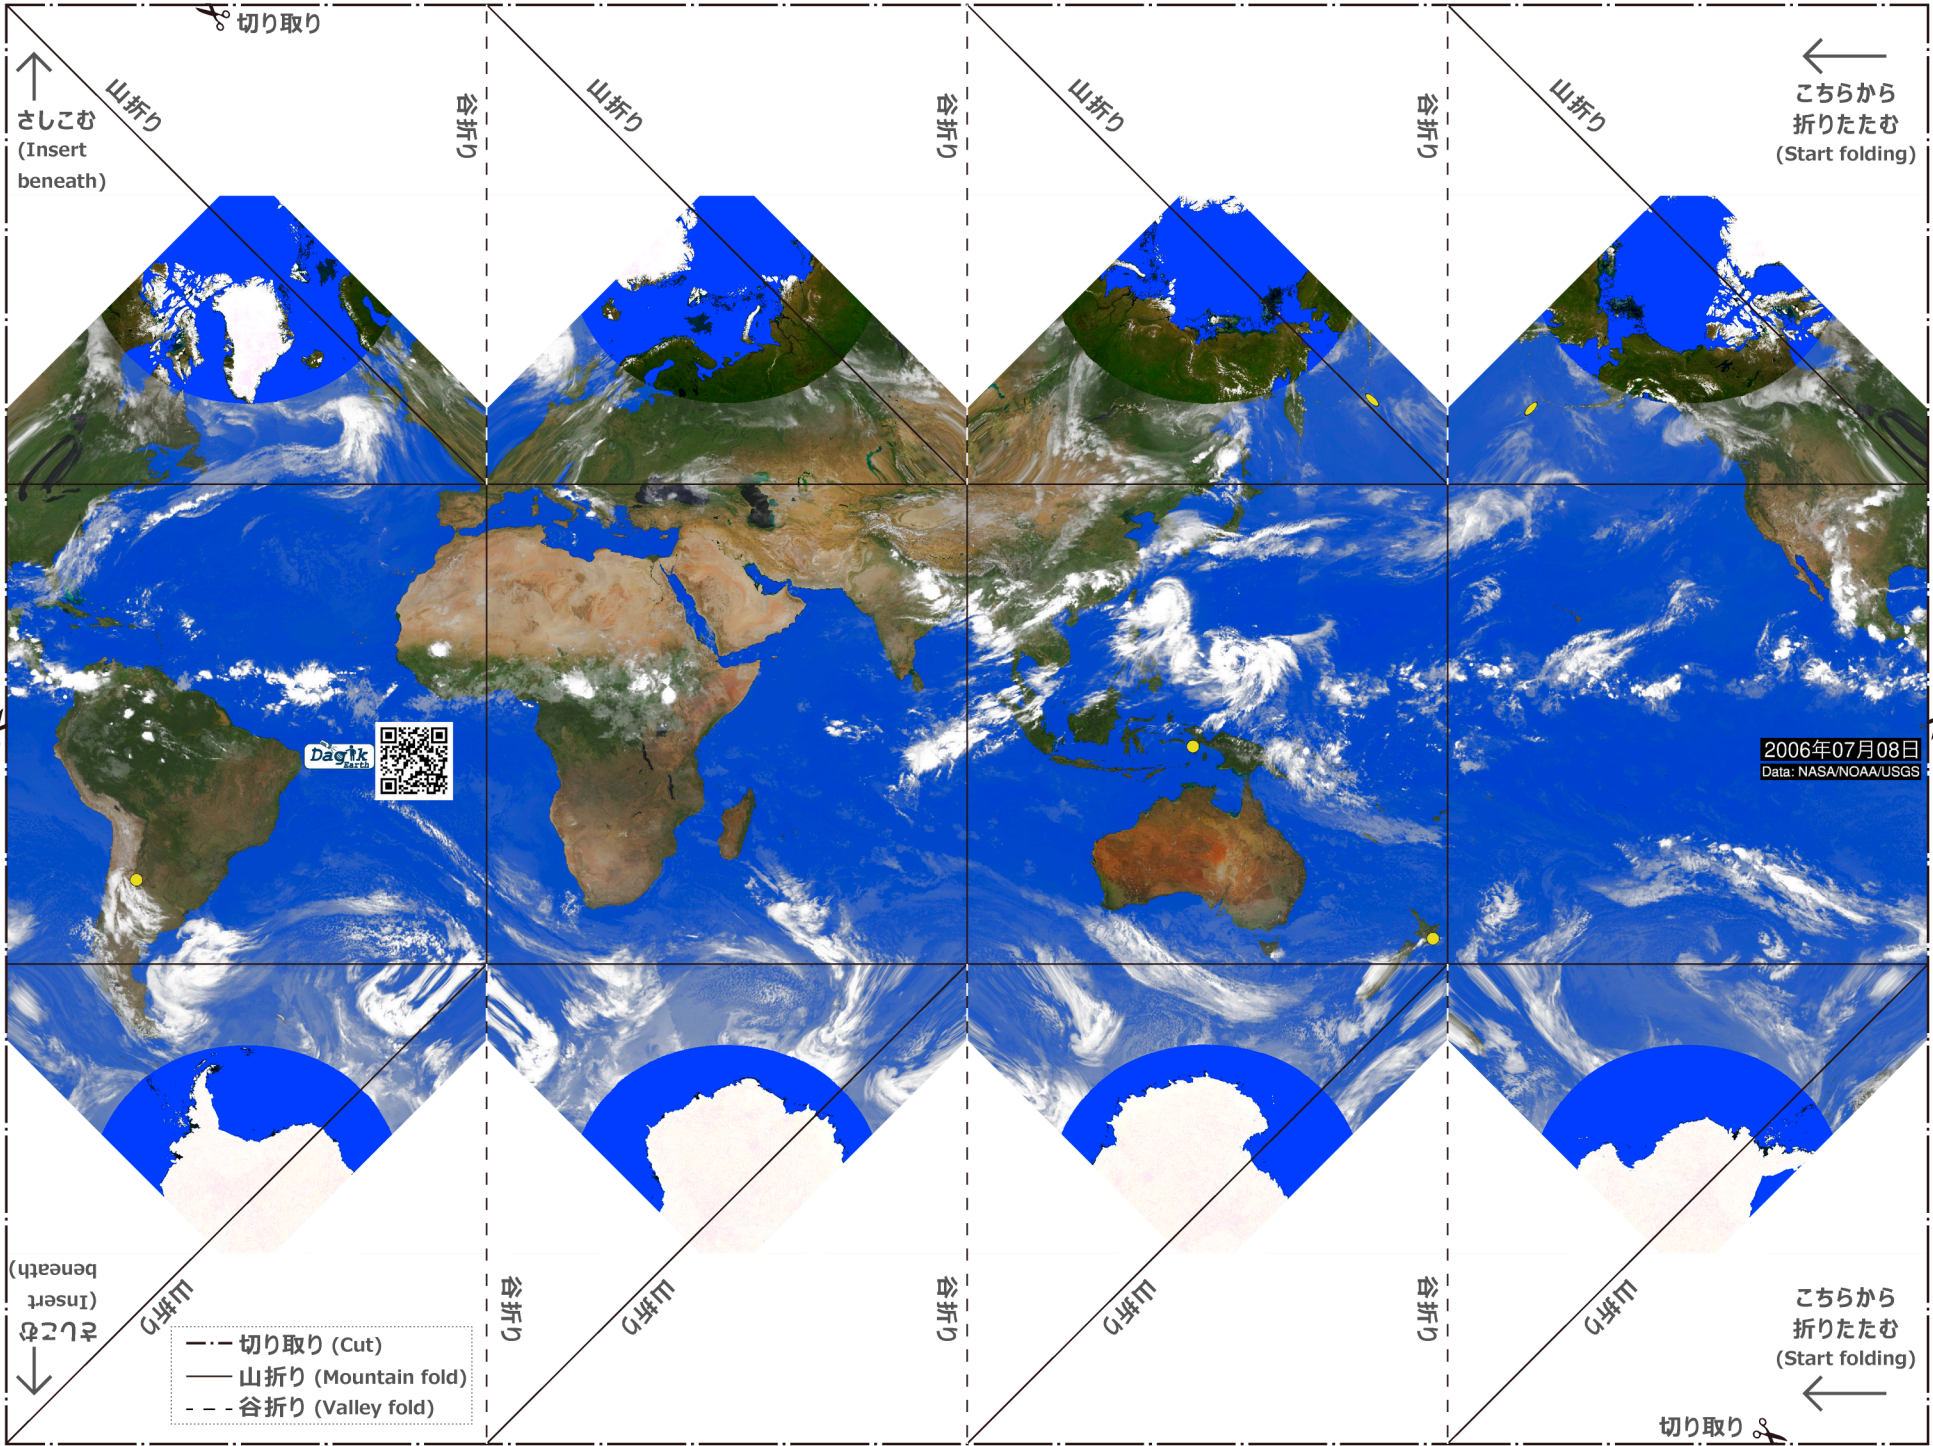 切り取り
山折り
谷折り
山折り
谷折り
山折り
谷折り
山折り
さしこむ
(Insert
beneath)
こちらから
折りたたむ
(Start folding)
Dagik
Earth
2006年07月08日
Data: NASA/NOAA/USGS
さしこむ
(Insert
beneath)
山折り
谷折り
山折り
谷折り
山折り
谷折り
山折り
こちらから
折りたたむ
(Start folding)
切り取り (Cut)
山折り (Mountain fold)
谷折り (Valley fold)
切り取り